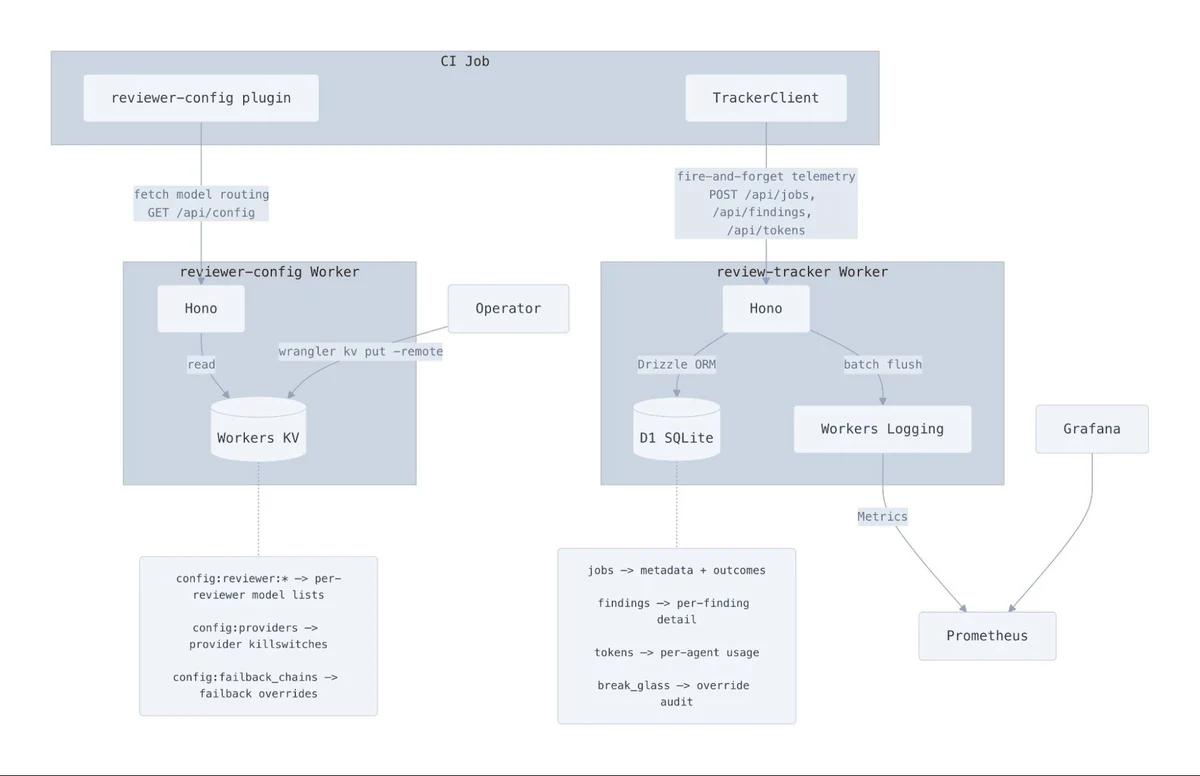 CI Job
reviewer-config plugin
TrackerClient
fetch model routing
GET /api/config
fire-and-forget telemetry
POST /api/jobs,
/api/findings,
/api/tokens
reviewer-config Worker
Hono
Operator
wrangler kv put –remote
read
Workers KV
review-tracker Worker
Hono
Drizzle ORM
batch flush
D1 SQLite
Workers Logging
Grafana
Metrics
Prometheus
config:reviewer:* —> per-
reviewer model lists
config:providers —>
provider killswitches
config:failback_chains —>
failback overrides
jobs —> metadata + outcomes
findings —> per-finding
detail
tokens —> per-agent usage
break_glass —> override
audit